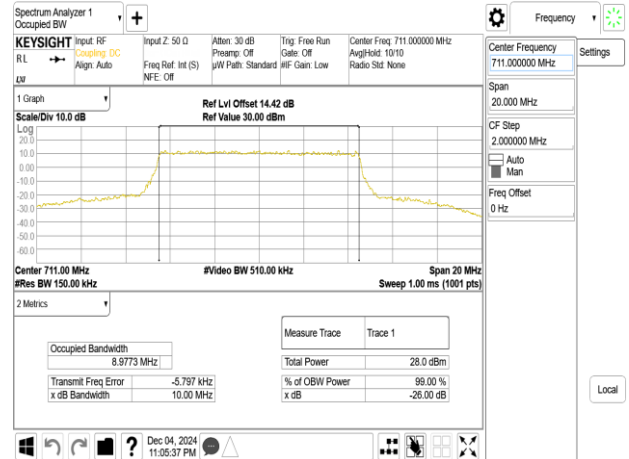 Spectrum Analyzer 1
Occupied BW
Frequency
KEYSIGHT
Input: RF
Coupling: DC
Align: Auto
Input Z: 50 Ω
Freq Ref: Int (S)
NFE: Off
Atten: 30 dB
Preamp: Off
µW Path: Standard
Trig: Free Run
Gate: Off
#IF Gain: Low
Center Freq: 711.000000 MHz
Avg|Hold: 10/10
Radio Std: None
RL
LXI
1 Graph
Scale/Div 10.0 dB
Ref Lvl Offset 14.42 dB
Ref Value 30.00 dBm
Log
20.0
10.0
0.00
-10.0
-20.0
-30.0
-40.0
-50.0
-60.0
Center 711.00 MHz
#Video BW 510.00 kHz
Span 20 MHz
#Res BW 150.00 kHz
Sweep 1.00 ms (1001 pts)
2 Metrics
Measure Trace Trace 1
Occupied Bandwidth
8.9773 MHz
Total Power 28.0 dBm
Transmit Freq Error -5.797 kHz
% of OBW Power 99.00 %
x dB Bandwidth 10.00 MHz
x dB -26.00 dB
Dec 04, 2024
11:05:37 PM
Center Frequency
711.000000 MHz
Settings
Span
20.000 MHz
CF Step
2.000000 MHz
Auto
Man
Freq Offset
0 Hz
Local